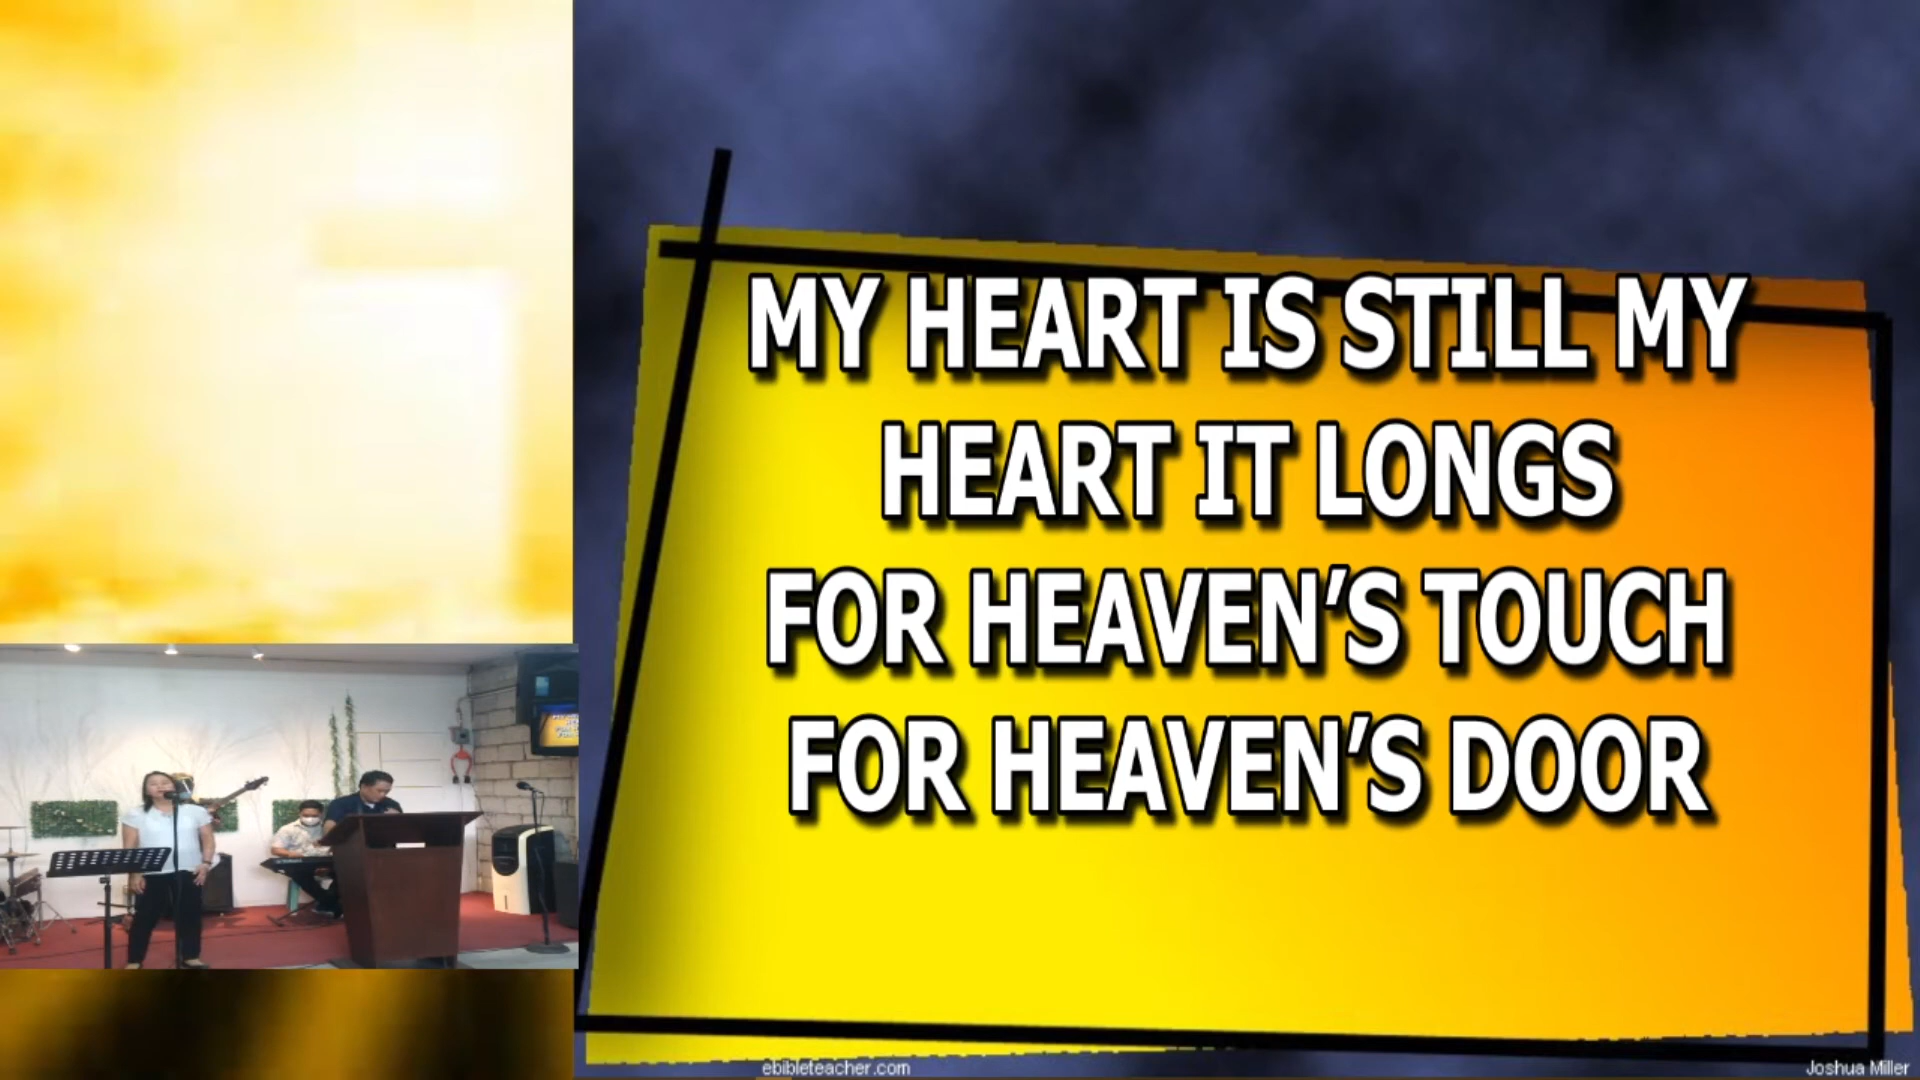 MY HEART IS STILL MY
HEART IT LONGS
FOR HEAVEN’S TOUCH
FOR HEAVEN’S DOOR
ebibleteacher.com
Joshua Miller